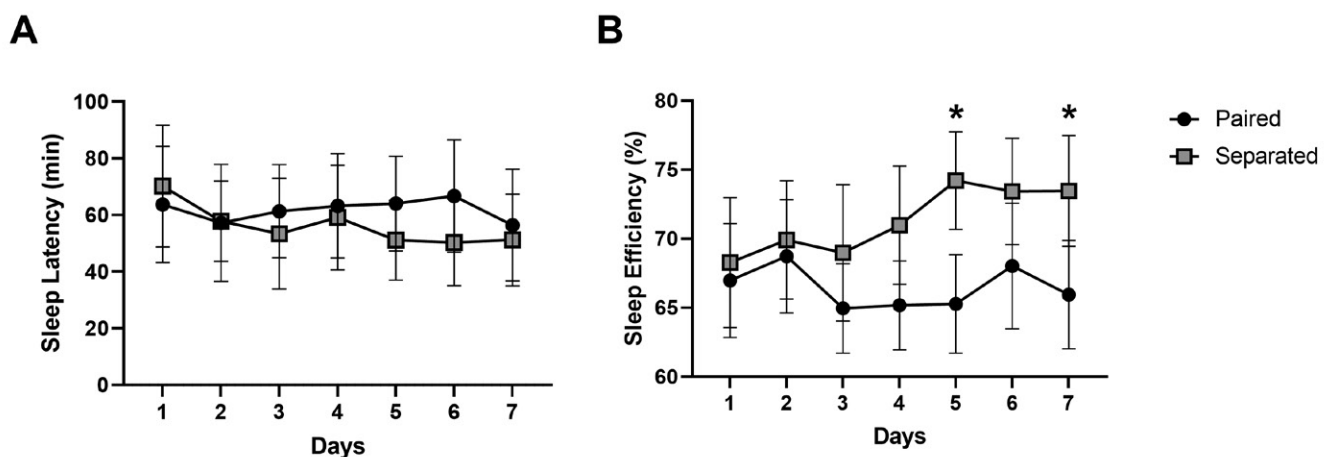 A
Sleep Latency (min)
100
80
60
40
20
0
1 2 3 4 5 6 7
Days
B
Sleep Efficiency (%)
80
75
70
65
60
* *
1 2 3 4 5 6 7
Days
Paired
Separated